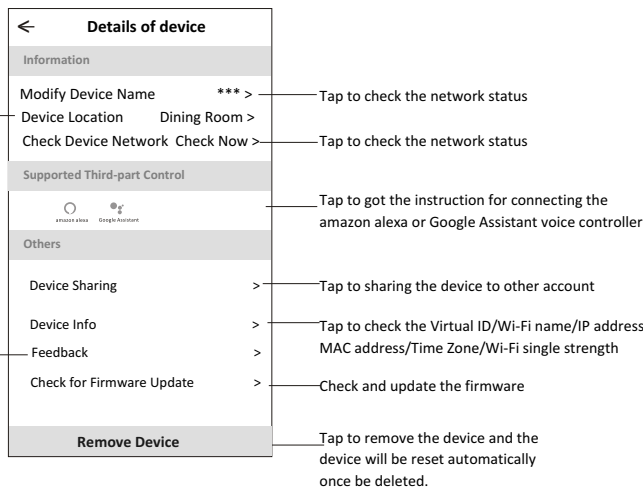 ← Details of device
Information
Modify Device Name *** >
Tap to check the network status
Device Location Dining Room >
Check Device Network Check Now >
Tap to check the network status
Supported Third-part Control
amazon alexa Google Assistant
Tap to got the instruction for connecting the
amazon alexa or Google Assistant voice controller
Others
Device Sharing >
Tap to sharing the device to other account
Device Info >
Tap to check the Virtual ID/Wi-Fi name/IP address
MAC address/Time Zone/Wi-Fi single strength
Feedback >
Check for Firmware Update >
Check and update the firmware
Remove Device
Tap to remove the device and the
device will be reset automatically
once be deleted.